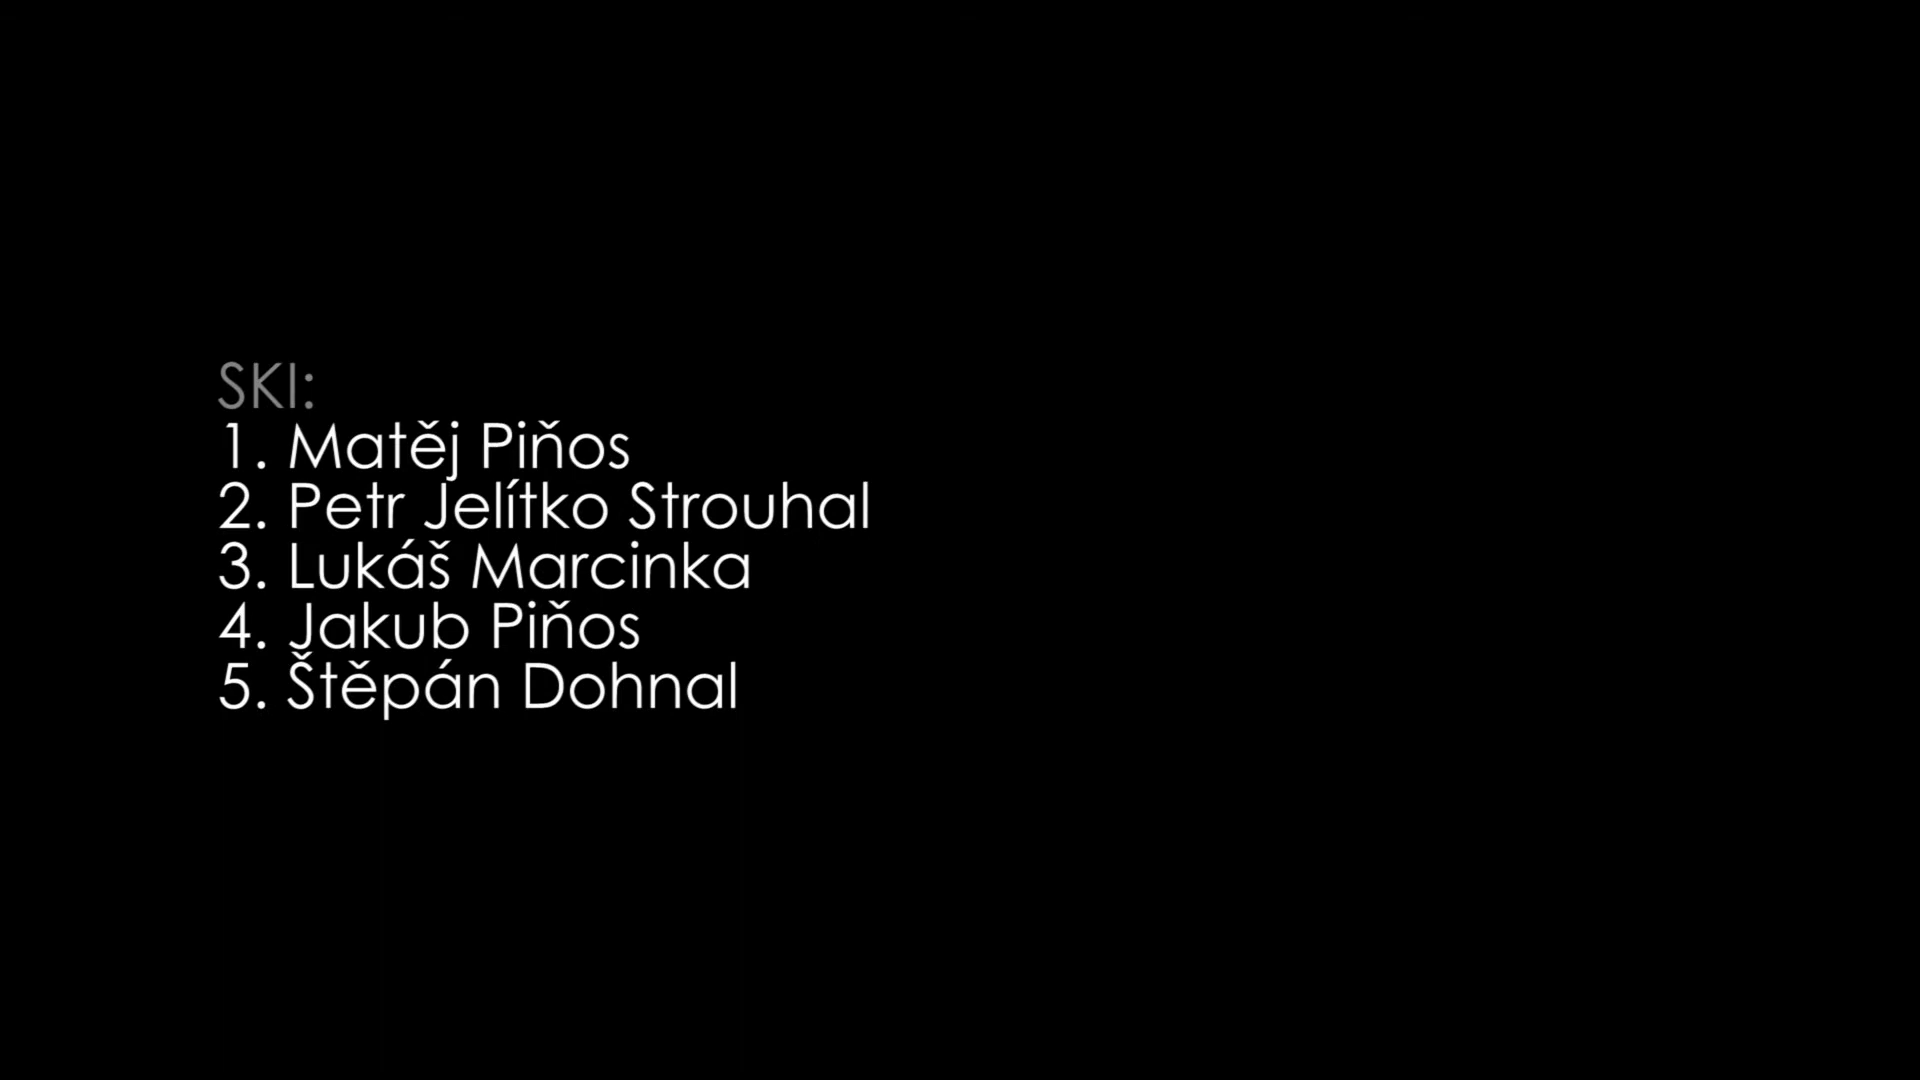 SKI:
1. Matěj Piňos
2. Petr Jelítko Strouhal
3. Lukáš Marcinka
4. Jakub Piňos
5. Štěpán Dohnal